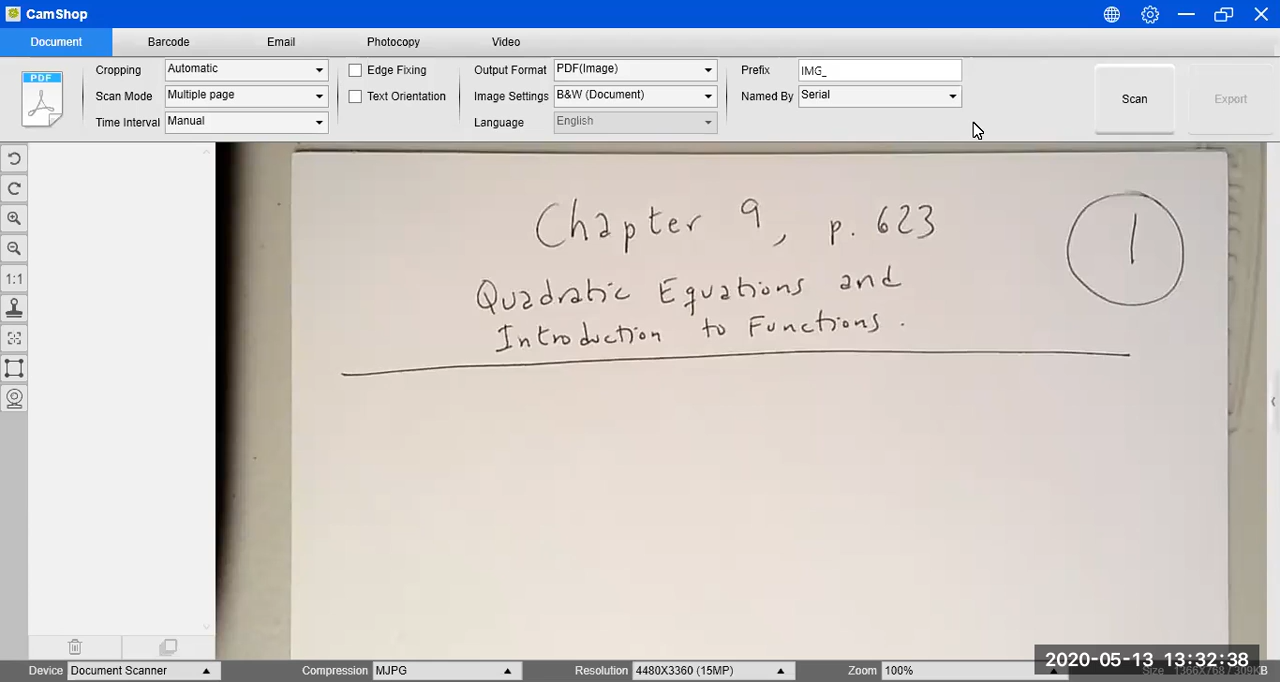 CamShop
Document Barcode Email Photocopy Video
PDF
Cropping Automatic Edge Fixing Output Format PDF(Image) Prefix IMG_
Scan Mode Multiple page Text Orientation Image Settings B&W (Document) Named By Serial
Time Interval Manual Language English
Scan Export
1:1
Chapter 9, p. 623
1
Quadratic Equations and
Introduction to Functions.
Device Document Scanner Compression MJPG Resolution 4480X3360 (15MP) Zoom 100%
2020-05-13 13:32:38